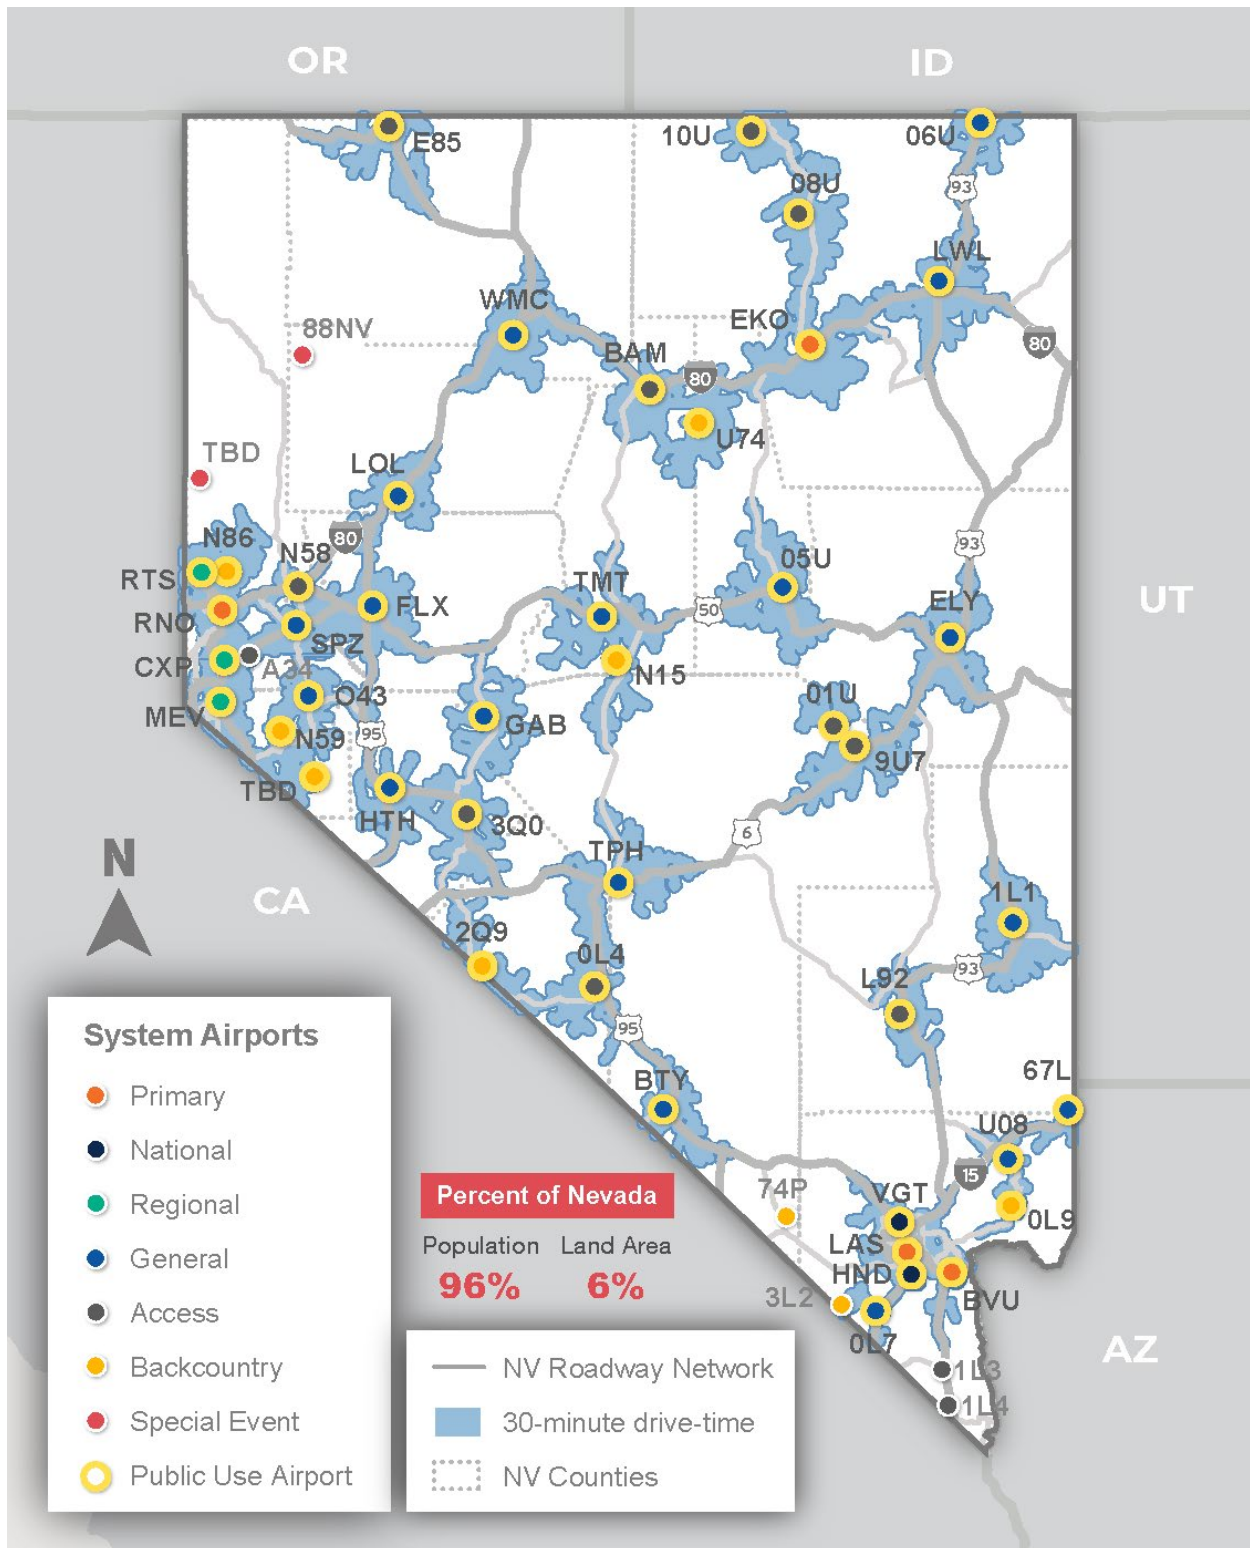 OR
ID
E85
10U
06U
93
08U
LWL
WMC
88NV
EKO
80
BAM
80
U74
TBD
LOL
80
N86
N58
93
RTS
TMT
05U
FLX
50
ELY
UT
RNO
SPZ
CXP
A34
N15
O43
01U
MEV
GAB
95
N59
9U7
TBD
HTH
3Q0
6
N
TPH
CA
1L1
2Q9
0L4
L92
93
95
67L
BTY
U08
15
74P
VGT
0L9
LAS
HND
3L2
BVU
0L7
AZ
1L3
1L4
System Airports
Primary
National
Regional
General
Access
Backcountry
Special Event
Public Use Airport
Percent of Nevada
Population Land Area
96% 6%
NV Roadway Network
30-minute drive-time
NV Counties